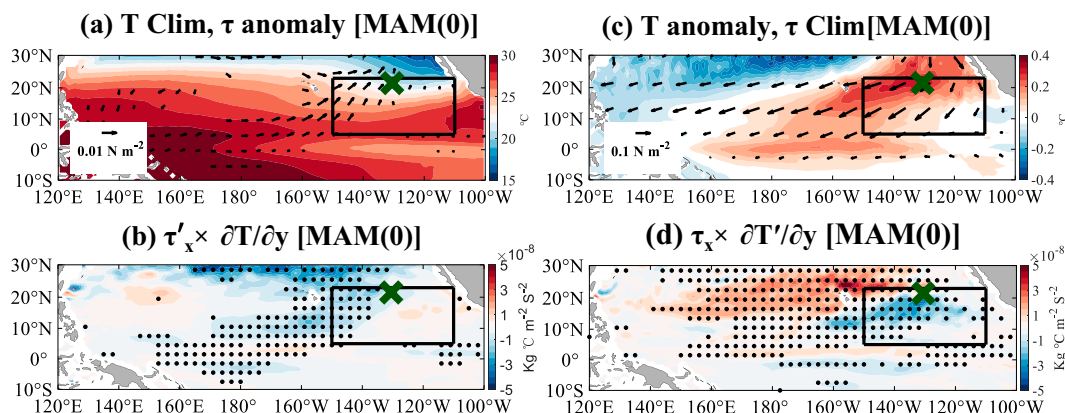 (a) T Clim, τ anomaly [MAM(0)]
30°N
20°N
10°N
0°
10°S
0.01 N m⁻²
120°E 140°E 160°E 180° 160°W 140°W 120°W 100°W
30
25
20
15
℃
(c) T anomaly, τ Clim[MAM(0)]
30°N
20°N
10°N
0°
10°S
0.1 N m⁻²
120°E 140°E 160°E 180° 160°W 140°W 120°W 100°W
0.4
0.2
0
-0.2
-0.4
℃
(b) τ′ₓ× ∂T/∂y [MAM(0)]
30°N
20°N
10°N
0°
10°S
120°E 140°E 160°E 180° 160°W 140°W 120°W 100°W
×10⁻⁸
5
3
1
-1
-3
-5
Kg ℃ m⁻² S⁻²
(d) τₓ× ∂T′/∂y [MAM(0)]
30°N
20°N
10°N
0°
10°S
120°E 140°E 160°E 180° 160°W 140°W 120°W 100°W
×10⁻⁸
5
3
1
-1
-3
-5
Kg ℃ m⁻² S⁻²